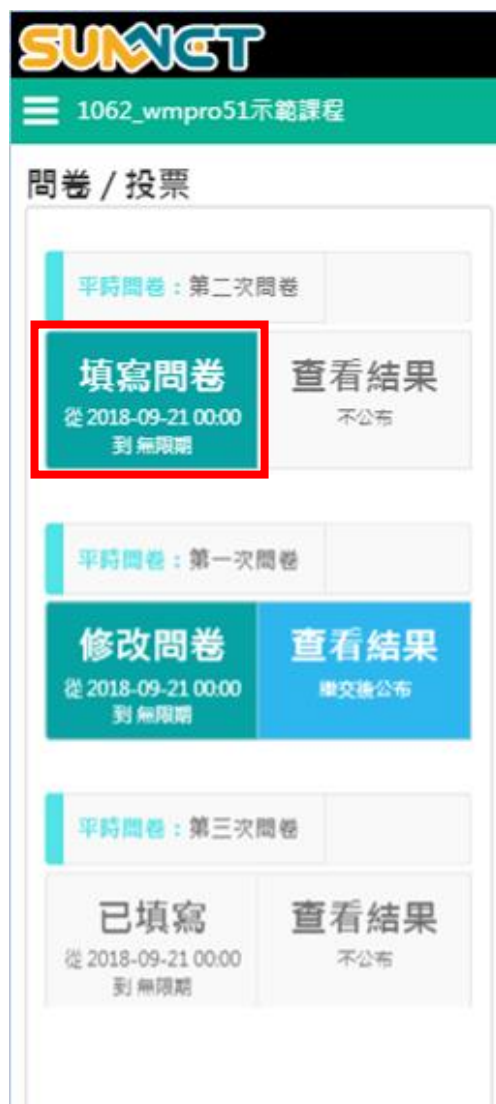 SUNNET
1062_wmpro51示範課程
問卷 / 投票
平時問卷：第二次問卷
填寫問卷
從 2018-09-21 00:00
到 無限期
查看結果
不公布
平時問卷：第一次問卷
修改問卷
從 2018-09-21 00:00
到 無限期
查看結果
繳交後公布
平時問卷：第三次問卷
已填寫
從 2018-09-21 00:00
到 無限期
查看結果
不公布